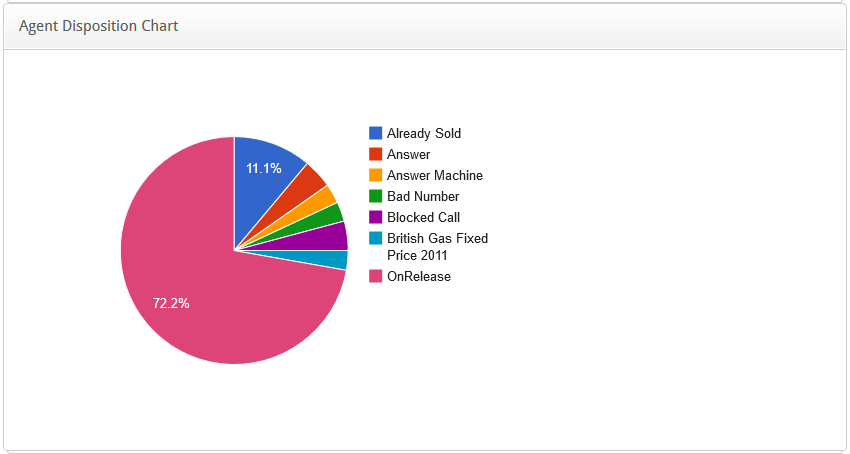 Agent Disposition Chart
11.1%
72.2%
Already Sold
Answer
Answer Machine
Bad Number
Blocked Call
British Gas Fixed
Price 2011
OnRelease